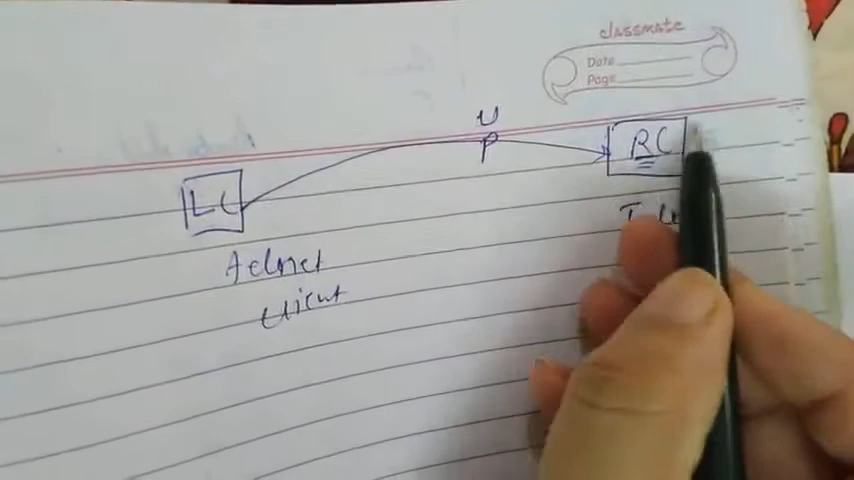 classmate
Date
Page
U
P
LC
RC
Telnet
client